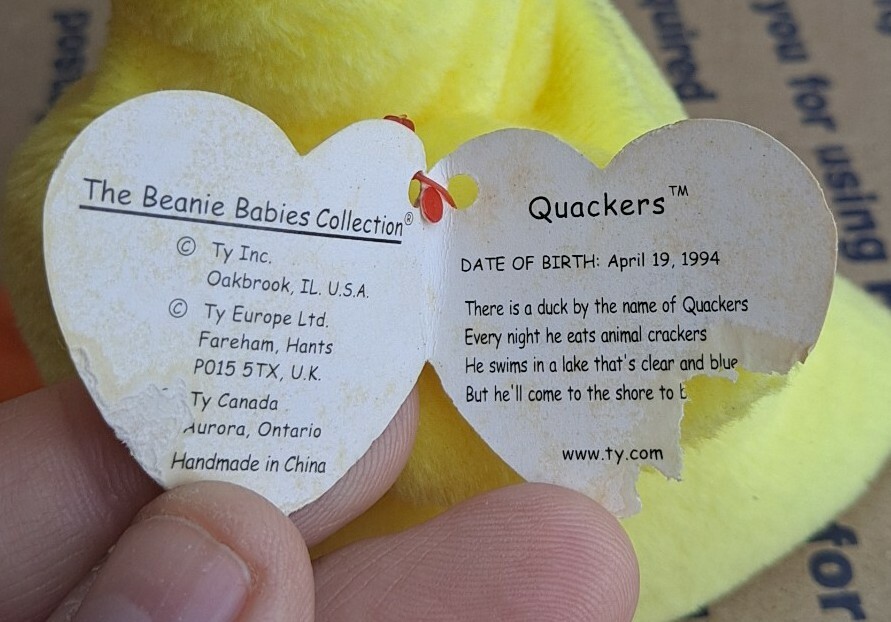 The Beanie Babies Collection®
© Ty Inc.
Oakbrook, IL. U.S.A.
© Ty Europe Ltd.
Fareham, Hants
P015 5TX, U.K.
Ty Canada
Aurora, Ontario
Handmade in China
Quackers™
DATE OF BIRTH: April 19, 1994
There is a duck by the name of Quackers
Every night he eats animal crackers
He swims in a lake that's clear and blue
But he'll come to the shore to
www.ty.com
you for using
for